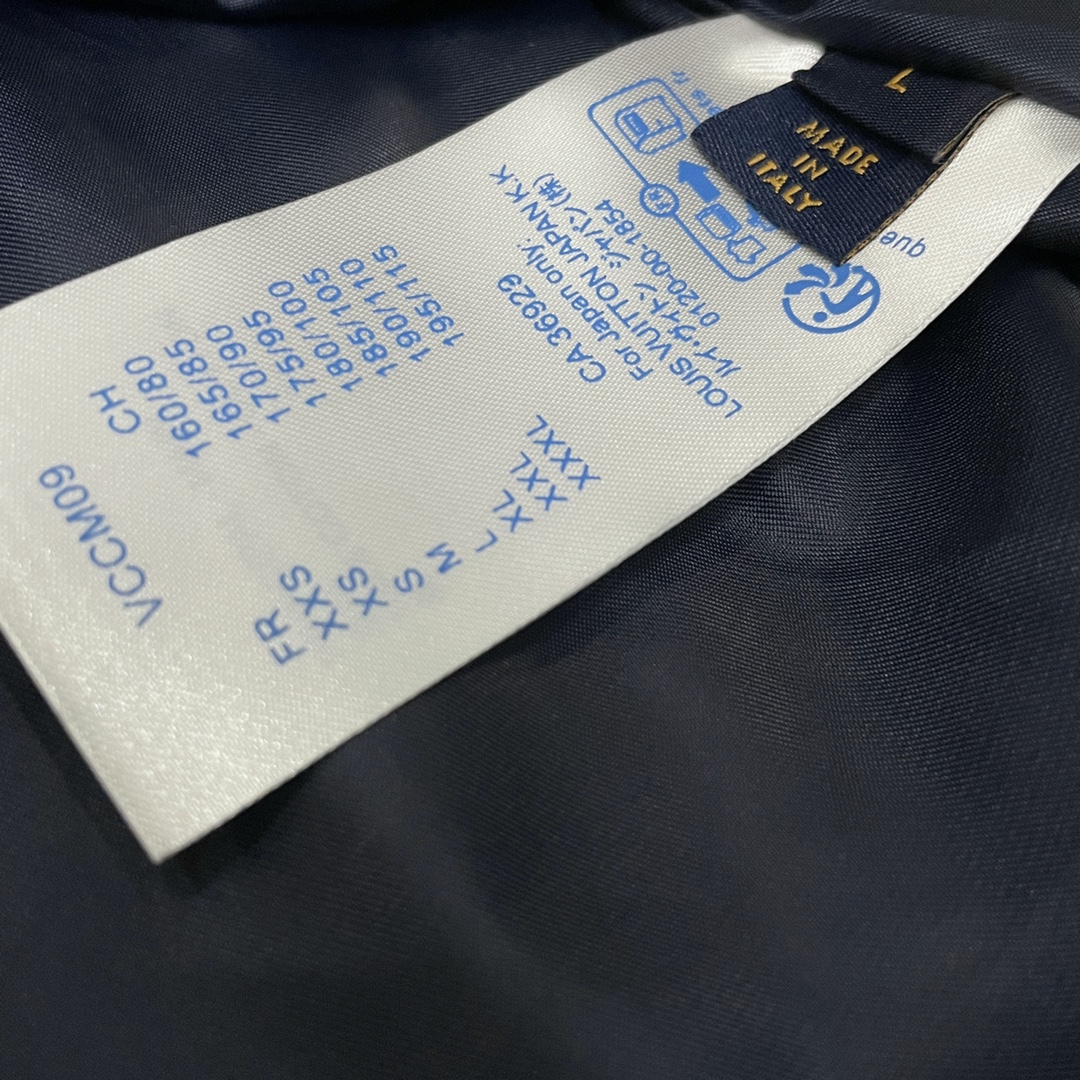 L
MADE
IN
ITALY
que
CA 36929
For Japan only:
LOUIS VUITTON JAPAN K.K
ルイ・ヴィトン ジャパン(株)
0120-00-1854
FR CH
XXS 160/80
XS 165/85
S 170/90
M 175/95
L 180/100
XL 185/105
XXL 190/110
XXXL 195/115
VCCM09